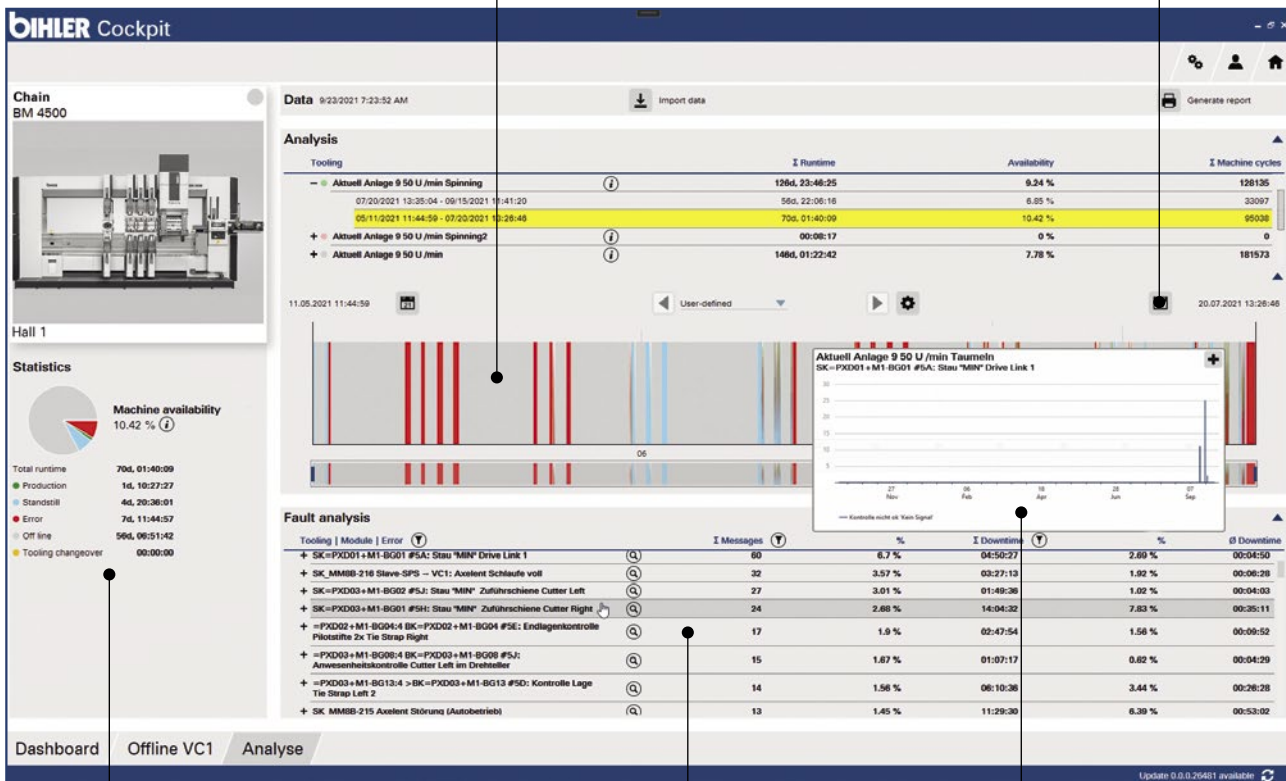 BIHLER Cockpit
Chain
BM 4500
Hall 1
Statistics
Machine availability
10.42 %
Total runtime 70d, 01:40:09
Production 1d, 10:27:27
Standstill 4d, 20:36:01
Error 7d, 11:44:57
Off line 56d, 06:51:42
Tooling changeover 00:00:00
Data 9/23/2021 7:23:52 AM Import data Generate report
Analysis
Tooling Σ Runtime Availability Σ Machine cycles
− Aktuell Anlage 9 50 U /min Spinning i 126d, 23:46:25 9.24 % 128135
07/20/2021 13:35:04 - 09/15/2021 11:41:20 56d, 22:06:16 6.85 % 33097
05/11/2021 11:44:59 - 07/20/2021 13:26:46 70d, 01:40:09 10.42 % 95038
+ Aktuell Anlage 9 50 U /min Spinning2 i 00:08:17 0 % 0
+ Aktuell Anlage 9 50 U /min i 146d, 01:22:42 7.78 % 181573
11.05.2021 11:44:59 User-defined 20.07.2021 13:26:46
06
Aktuell Anlage 9 50 U /min Taumeln
SK=PXD01+M1-BG01 #5A: Stau "MIN" Drive Link 1
30
25
20
15
10
5
27 06 18 28 07
Nov Feb Apr Jun Sep
Kontrolle nicht ok 'Kein Signal'
Fault analysis
Tooling | Module | Error Σ Messages % Σ Downtime % Ø Downtime
+ SK=PXD01+M1-BG01 #5A: Stau "MIN" Drive Link 1 60 6.7 % 04:50:27 2.69 % 00:04:50
+ SK_MM8B-216 Slave-SPS – VC1: Axelent Schlaufe voll 32 3.57 % 03:27:13 1.92 % 00:06:28
+ SK=PXD03+M1-BG02 #5J: Stau "MIN" Zuführschiene Cutter Left 27 3.01 % 01:49:36 1.02 % 00:04:03
+ SK=PXD03+M1-BG01 #5H: Stau "MIN" Zuführschiene Cutter Right 24 2.68 % 14:04:32 7.83 % 00:35:11
+ =PXD02+M1-BG04:4 BK=PXD02+M1-BG04 #5E: Endlagenkontrolle
Pilotstifte 2x Tie Strap Right 17 1.9 % 02:47:54 1.56 % 00:09:52
+ =PXD03+M1-BG08:4 BK=PXD03+M1-BG08 #5J:
Anwesenheitskontrolle Cutter Left im Drehteller 15 1.67 % 01:07:17 0.62 % 00:04:29
+ =PXD03+M1-BG13:4 >BK=PXD03+M1-BG13 #5D: Kontrolle Lage
Tie Strap Left 2 14 1.56 % 06:10:36 3.44 % 00:26:28
+ SK_MM8B-215 Axelent Störung (Autobetrieb) 13 1.45 % 11:29:30 6.39 % 00:53:02
Dashboard Offline VC1 Analyse
Update 0.0.0.26481 available